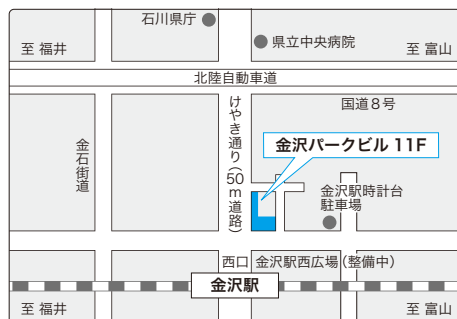 石川県庁
県立中央病院
至 福井
至 富山
北陸自動車道
国道8号
けやき通り(50m道路)
金石街道
金沢パークビル 11F
金沢駅時計台
駐車場
西口
金沢駅西広場(整備中)
金沢駅
至 福井
至 富山